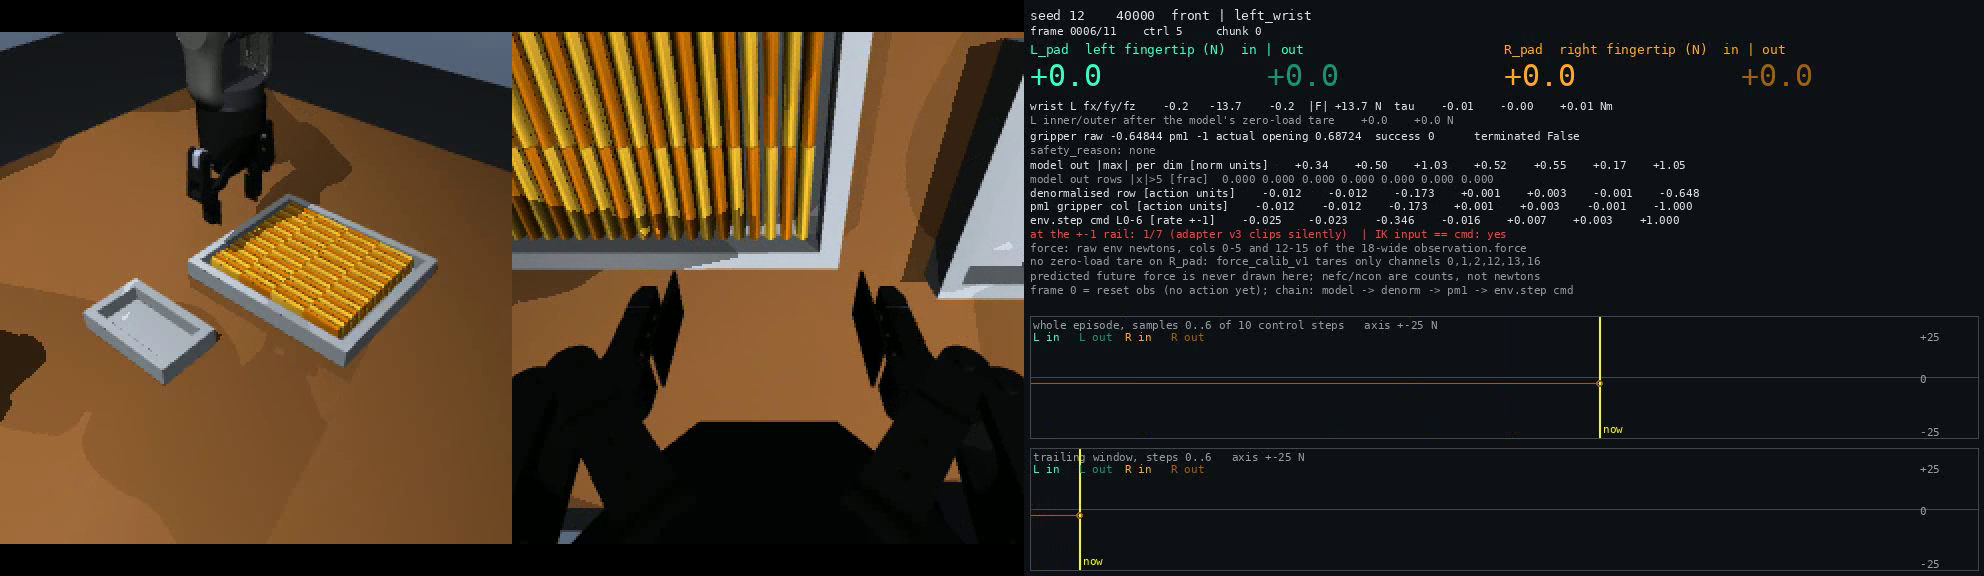 seed 12    40000  front | left_wrist
frame 0006/11    ctrl 5     chunk 0
L_pad  left fingertip (N)  in | out
R_pad  right fingertip (N)  in | out
+0.0
+0.0
+0.0
+0.0
wrist L fx/fy/fz    -0.2   -13.7    -0.2  |F| +13.7 N  tau    -0.01    -0.00    +0.01 Nm
L inner/outer after the model's zero-load tare    +0.0    +0.0 N
gripper raw -0.64844 pm1 -1 actual opening 0.68724  success 0      terminated False
safety_reason: none
model out |max| per dim [norm units]    +0.34    +0.50    +1.03    +0.52    +0.55    +0.17    +1.05
model out rows |x|>5 [frac]  0.000 0.000 0.000 0.000 0.000 0.000 0.000
denormalised row [action units]    -0.012    -0.012    -0.173    +0.001    +0.003    -0.001    -0.648
pm1 gripper col [action units]    -0.012    -0.012    -0.173    +0.001    +0.003    -0.001    -1.000
env.step cmd L0-6 [rate +-1]    -0.025    -0.023    -0.346    -0.016    +0.007    +0.003    +1.000
at the +-1 rail: 1/7 (adapter v3 clips silently)  | IK input == cmd: yes
force: raw env newtons, cols 0-5 and 12-15 of the 18-wide observation.force
no zero-load tare on R_pad: force_calib_v1 tares only channels 0,1,2,12,13,16
predicted future force is never drawn here; nefc/ncon are counts, not newtons
frame 0 = reset obs (no action yet); chain: model -> denorm -> pm1 -> env.step cmd
whole episode, samples 0..6 of 10 control steps   axis +-25 N
L in   L out  R in   R out
+25
0
-25
now
trailing window, steps 0..6   axis +-25 N
L in   L out  R in   R out
+25
0
-25
now